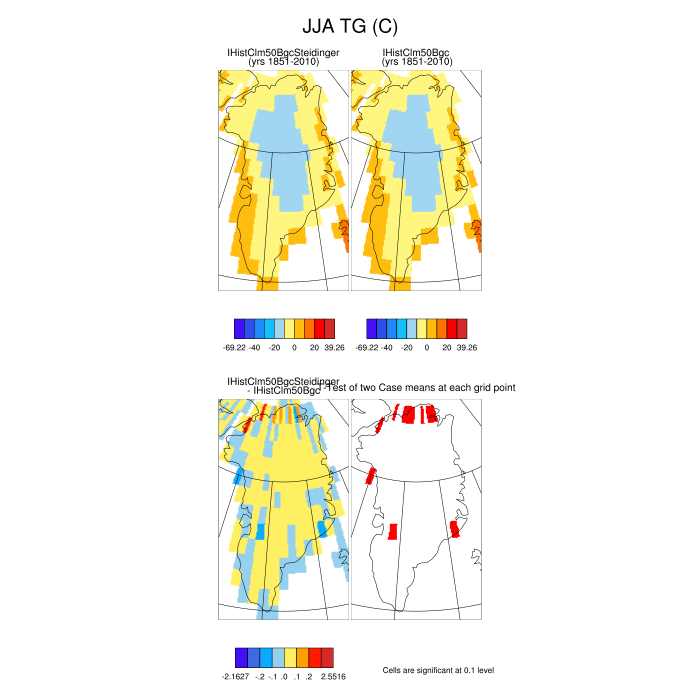 JJA TG (C)
IHistClm50BgcSteidinger
(yrs 1851-2010)
IHistClm50Bgc
(yrs 1851-2010)
-69.22 -40 -20 0 20 39.26
-69.22 -40 -20 0 20 39.26
IHistClm50BgcSteidinger
- IHistClm50Bgc
T-Test of two Case means at each grid point
-2.1627 -.2 -.1 .0 .1 .2 2.5516
Cells are significant at 0.1 level